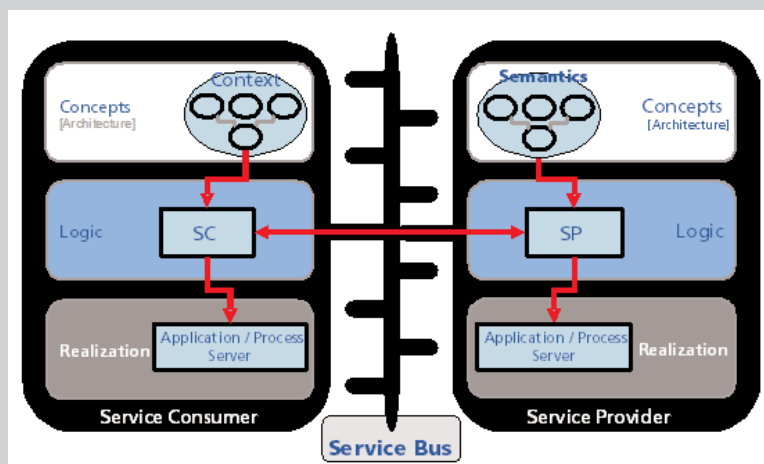 Context
Concepts
[Architecture]
Logic
SC
Application / Process
Server
Realization
Service Consumer
Semantics
Concepts
[Architecture]
SP
Logic
Application / Process
Server
Realization
Service Provider
Service Bus